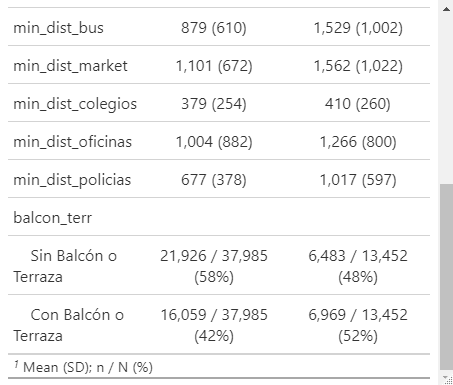 min_dist_bus 879 (610) 1,529 (1,002)
min_dist_market 1,101 (672) 1,562 (1,022)
min_dist_colegios 379 (254) 410 (260)
min_dist_oficinas 1,004 (882) 1,266 (800)
min_dist_policias 677 (378) 1,017 (597)
balcon_terr
Sin Balcón o 21,926 / 37,985 6,483 / 13,452
Terraza (58%) (48%)
Con Balcón o 16,059 / 37,985 6,969 / 13,452
Terraza (42%) (52%)
1 Mean (SD); n / N (%)